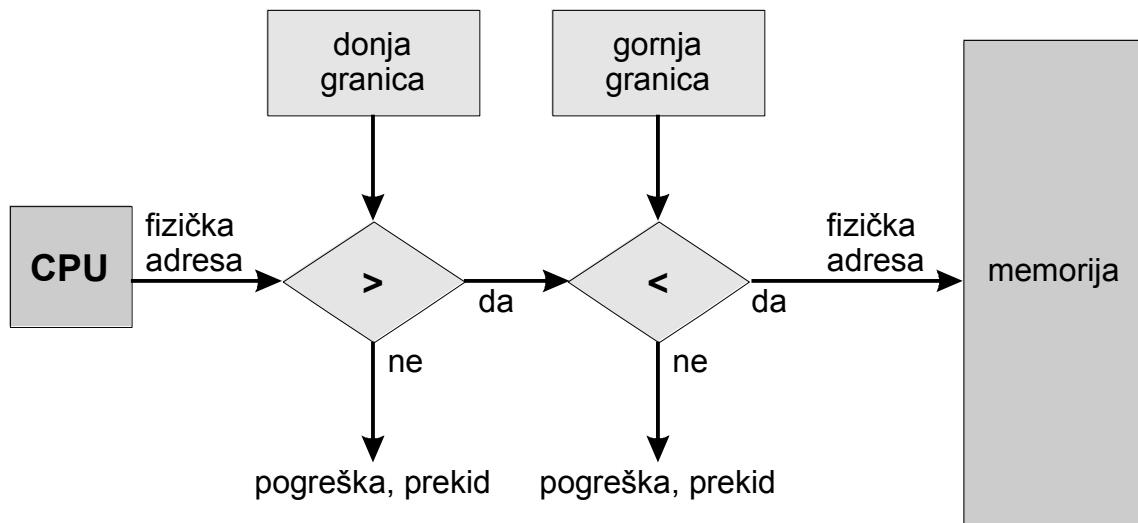 donja
granica
gornja
granica
CPU
fizička
adresa
>
da
<
da
fizička
adresa
memorija
ne
ne
pogreška, prekid
pogreška, prekid